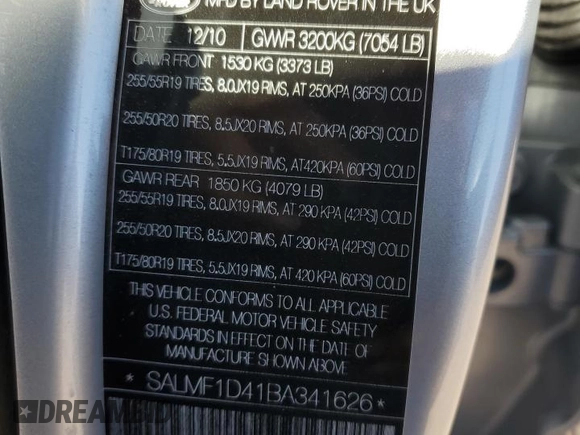 MFD BY LAND ROVER IN THE UK
DATE 12/10 GVWR 3200KG (7054 LB)
GAWR FRONT 1530 KG (3373 LB)
255/55R19 TIRES, 8.0JX19 RIMS, AT 250KPA (36PSI) COLD
255/50R20 TIRES, 8.5JX20 RIMS, AT 250KPA (36PSI) COLD
T175/80R19 TIRES, 5.5JX19 RIMS, AT420KPA (60PSI) COLD
GAWR REAR 1850 KG (4079 LB)
255/55R19 TIRES, 8.0JX19 RIMS, AT 290 KPA (42PSI) COLD
255/50R20 TIRES, 8.5JX20 RIMS, AT 290 KPA (42PSI) COLD
T175/80R19 TIRES, 5.5JX19 RIMS, AT 420 KPA (60PSI) COLD
THIS VEHICLE CONFORMS TO ALL APPLICABLE
U.S. FEDERAL MOTOR VEHICLE SAFETY
STANDARDS IN EFFECT ON THE DATE OF
MANUFACTURE SHOWN ABOVE
* SALMF1D41BA341626 *
DREAMBID